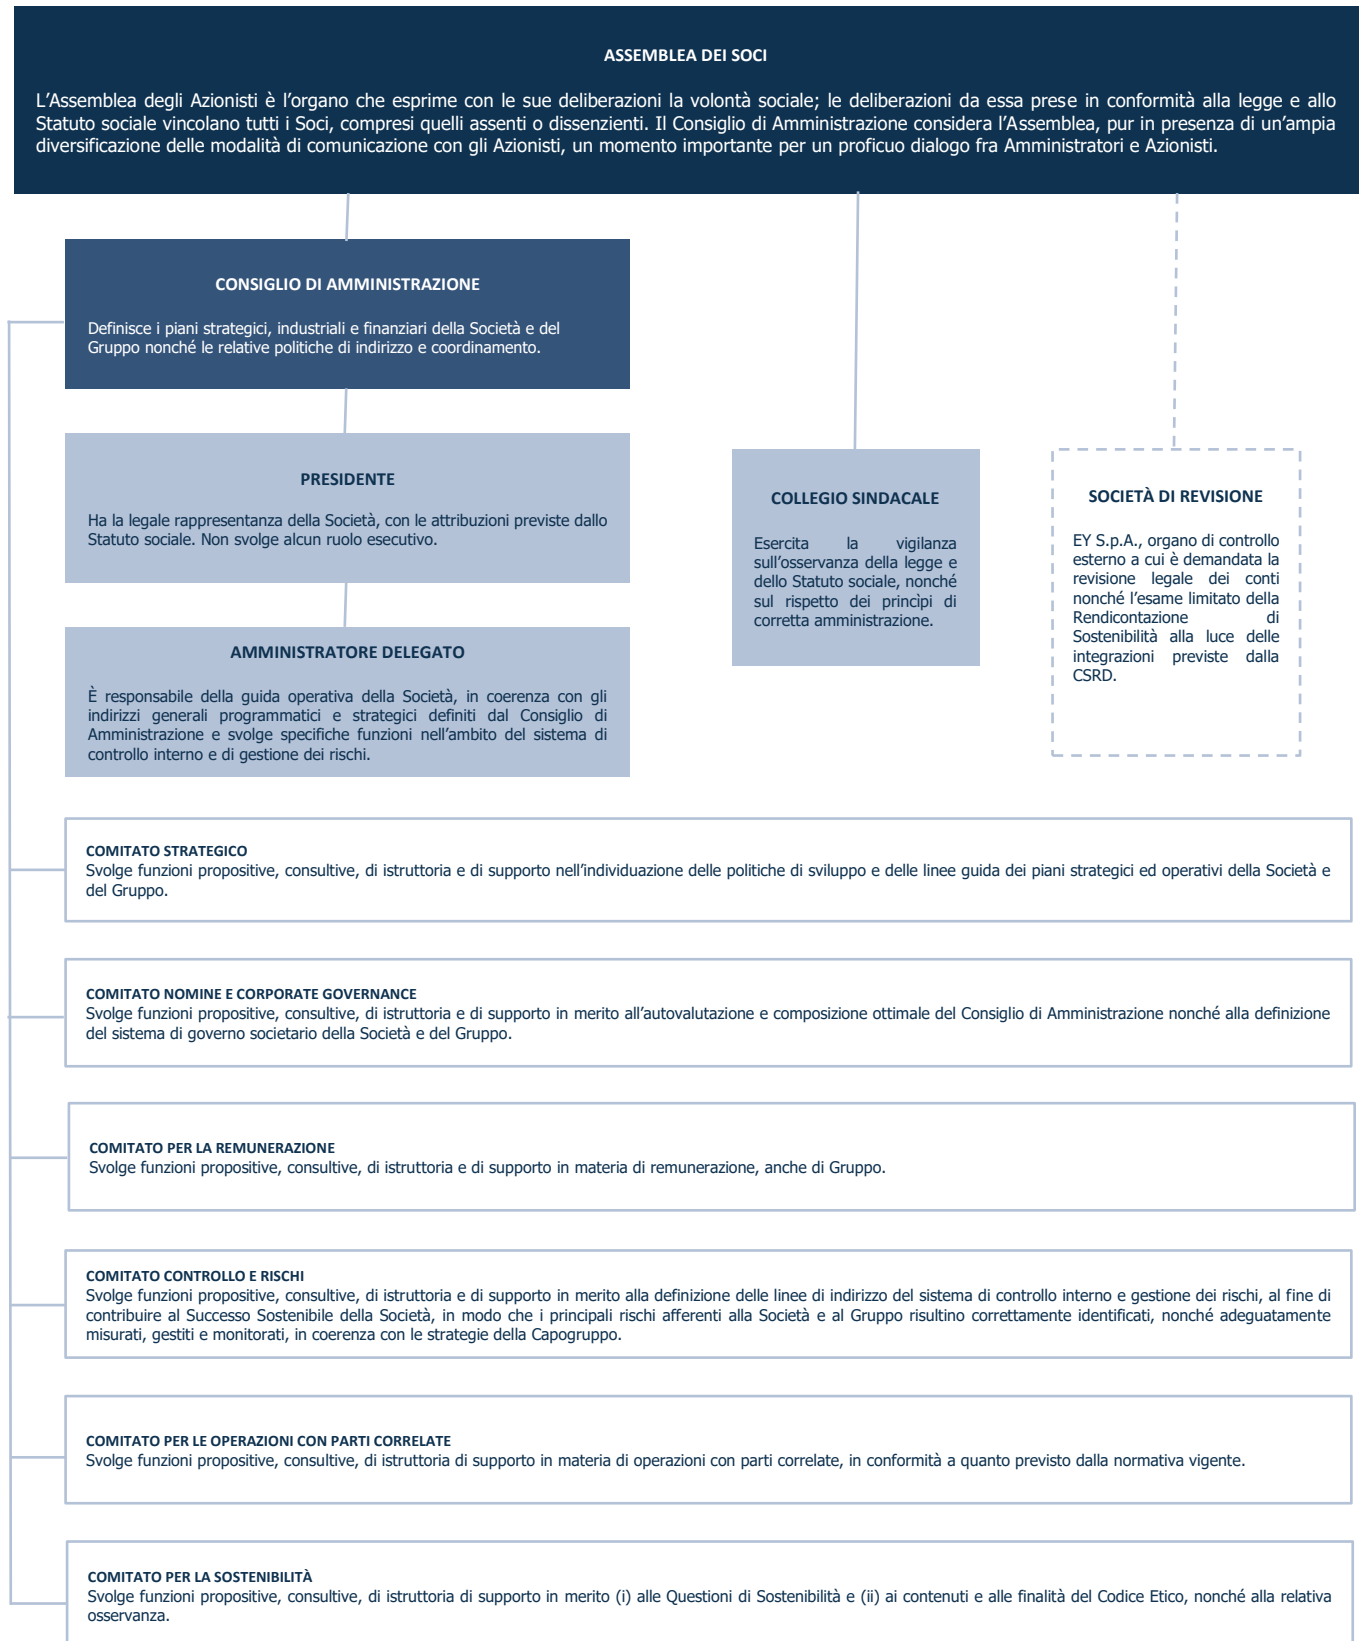 ASSEMBLEA DEI SOCI
L'Assemblea degli Azionisti è l'organo che esprime con le sue deliberazioni la volontà sociale; le deliberazioni da essa prese in conformità alla legge e allo
Statuto sociale vincolano tutti i Soci, compresi quelli assenti o dissenzienti. Il Consiglio di Amministrazione considera l'Assemblea, pur in presenza di un'ampia
diversificazione delle modalità di comunicazione con gli Azionisti, un momento importante per un proficuo dialogo fra Amministratori e Azionisti.
CONSIGLIO DI AMMINISTRAZIONE
Definisce i piani strategici, industriali e finanziari della Società e del
Gruppo nonché le relative politiche di indirizzo e coordinamento.
PRESIDENTE
Ha la legale rappresentanza della Società, con le attribuzioni previste dallo
Statuto sociale. Non svolge alcun ruolo esecutivo.
AMMINISTRATORE DELEGATO
È responsabile della guida operativa della Società, in coerenza con gli
indirizzi generali programmatici e strategici definiti dal Consiglio di
Amministrazione e svolge specifiche funzioni nell'ambito del sistema di
controllo interno e di gestione dei rischi.
COLLEGIO SINDACALE
Esercita la vigilanza
sull'osservanza della legge e
dello Statuto sociale, nonché
sul rispetto dei princìpi di
corretta amministrazione.
SOCIETÀ DI REVISIONE
EY S.p.A., organo di controllo
esterno a cui è demandata la
revisione legale dei conti
nonché l'esame limitato della
Rendicontazione di
Sostenibilità alla luce delle
integrazioni previste dalla
CSRD.
COMITATO STRATEGICO
Svolge funzioni propositive, consultive, di istruttoria e di supporto nell'individuazione delle politiche di sviluppo e delle linee guida dei piani strategici ed operativi della Società e
del Gruppo.
COMITATO NOMINE E CORPORATE GOVERNANCE
Svolge funzioni propositive, consultive, di istruttoria e di supporto in merito all'autovalutazione e composizione ottimale del Consiglio di Amministrazione nonché alla definizione
del sistema di governo societario della Società e del Gruppo.
COMITATO PER LA REMUNERAZIONE
Svolge funzioni propositive, consultive, di istruttoria e di supporto in materia di remunerazione, anche di Gruppo.
COMITATO CONTROLLO E RISCHI
Svolge funzioni propositive, consultive, di istruttoria e di supporto in merito alla definizione delle linee di indirizzo del sistema di controllo interno e gestione dei rischi, al fine di
contribuire al Successo Sostenibile della Società, in modo che i principali rischi afferenti alla Società e al Gruppo risultino correttamente identificati, nonché adeguatamente
misurati, gestiti e monitorati, in coerenza con le strategie della Capogruppo.
COMITATO PER LE OPERAZIONI CON PARTI CORRELATE
Svolge funzioni propositive, consultive, di istruttoria di supporto in materia di operazioni con parti correlate, in conformità a quanto previsto dalla normativa vigente.
COMITATO PER LA SOSTENIBILITÀ
Svolge funzioni propositive, consultive, di istruttoria di supporto in merito (i) alle Questioni di Sostenibilità e (ii) ai contenuti e alle finalità del Codice Etico, nonché alla relativa
osservanza.